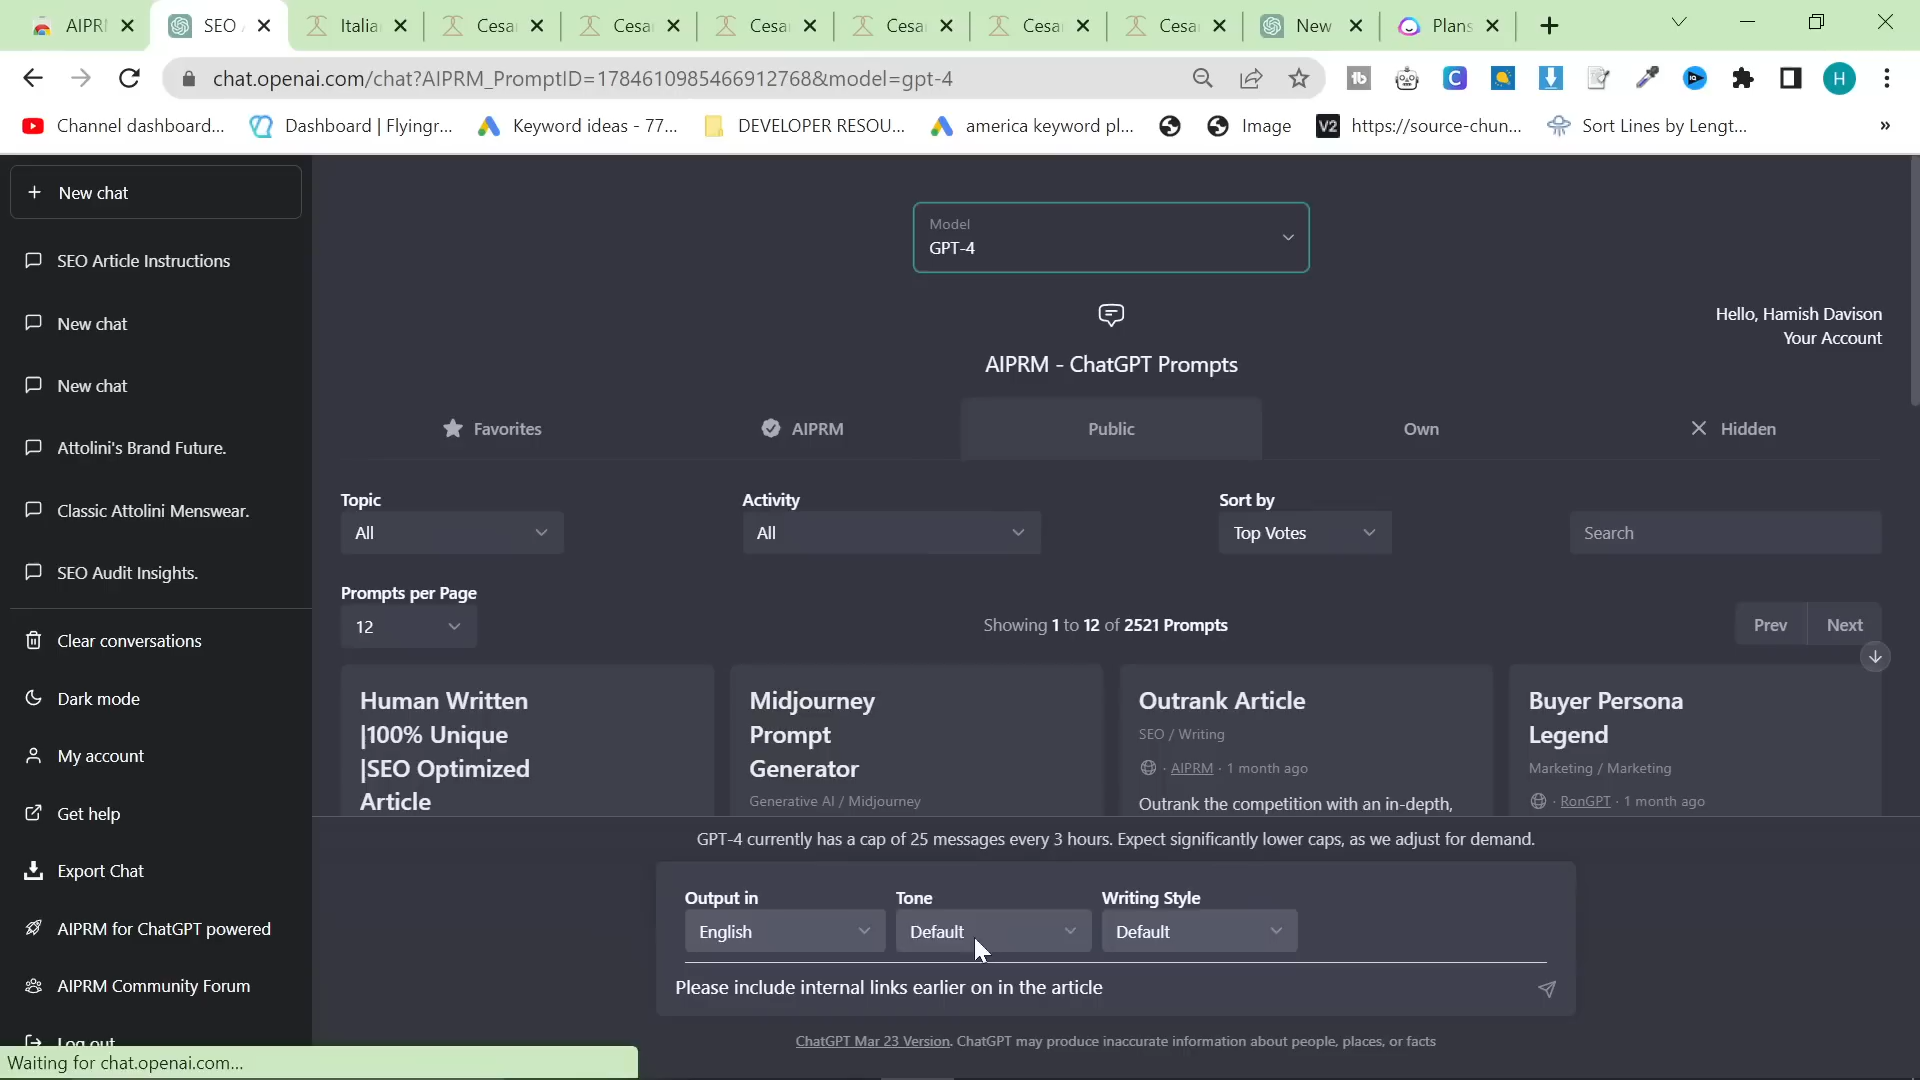 AIPRI
SEO
Italia
Cesar
Cesar
Cesar
Cesar
Cesar
Cesar
New
Plans
chat.openai.com/chat?AIPRM_PromptID=1784610985466912768&model=gpt-4
H
Channel dashboard...
Dashboard | Flyingr...
Keyword ideas - 77...
DEVELOPER RESOU...
america keyword pl...
Image
V2
https://source-chun...
Sort Lines by Lengt...
»
New chat
SEO Article Instructions
New chat
New chat
Attolini's Brand Future.
Classic Attolini Menswear.
SEO Audit Insights.
Clear conversations
Dark mode
My account
Get help
Export Chat
AIPRM for ChatGPT powered
AIPRM Community Forum
Log out
Waiting for chat.openai.com...
Model
GPT-4
Hello, Hamish Davison
Your Account
AIPRM - ChatGPT Prompts
Favorites
AIPRM
Public
Own
Hidden
Topic
All
Activity
All
Sort by
Top Votes
Search
Prompts per Page
12
Showing 1 to 12 of 2521 Prompts
Prev
Next
Human Written
|100% Unique
|SEO Optimized
Article
Midjourney
Prompt
Generator
Generative AI / Midjourney
Outrank Article
SEO / Writing
· AIPRM · 1 month ago
Outrank the competition with an in-depth,
Buyer Persona
Legend
Marketing / Marketing
· RonGPT · 1 month ago
GPT-4 currently has a cap of 25 messages every 3 hours. Expect significantly lower caps, as we adjust for demand.
Output in
English
Tone
Default
Writing Style
Default
Please include internal links earlier on in the article
ChatGPT Mar 23 Version. ChatGPT may produce inaccurate information about people, places, or facts